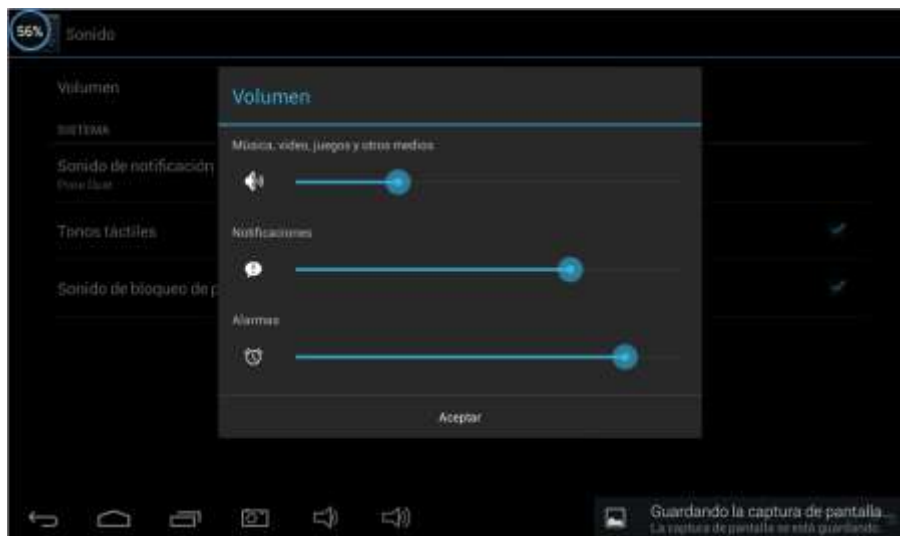 56%
Sonido
Volumen
SISTEMA
Sonido de notificación
Tonos táctiles
Sonido de bloqueo de p
Volumen
Música, video, juegos y otros medios
Notificaciones
Alarmas
Aceptar
Guardando la captura de pantalla...
La captura de pantalla se está guardando...